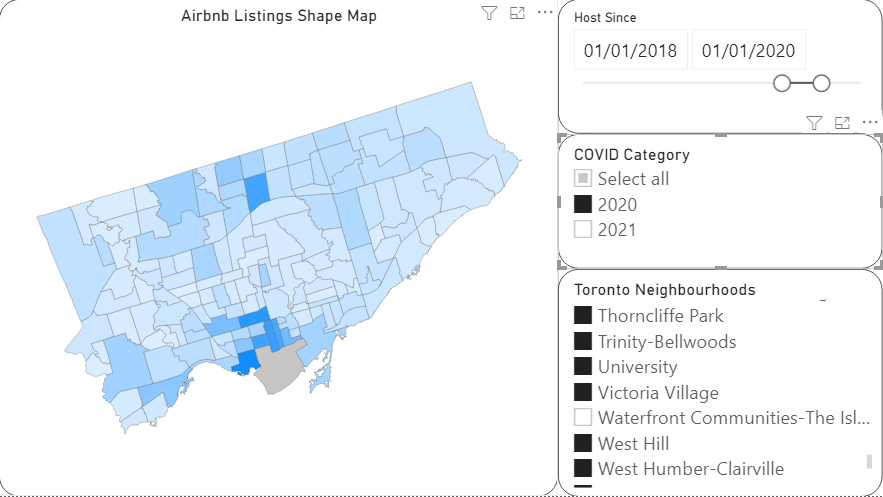 Airbnb Listings Shape Map
Host Since
01/01/2018 01/01/2020
COVID Category
Select all
2020
2021
Toronto Neighbourhoods
Thorncliffe Park
Trinity-Bellwoods
University
Victoria Village
Waterfront Communities-The Isl...
West Hill
West Humber-Clairville